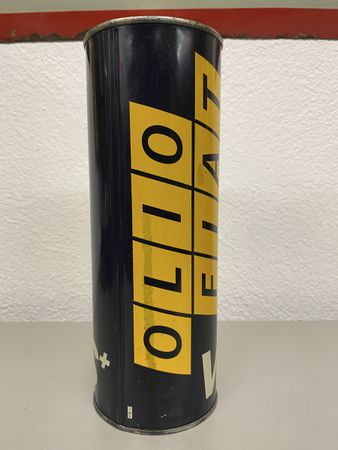 OLIO
FIAT
V
+